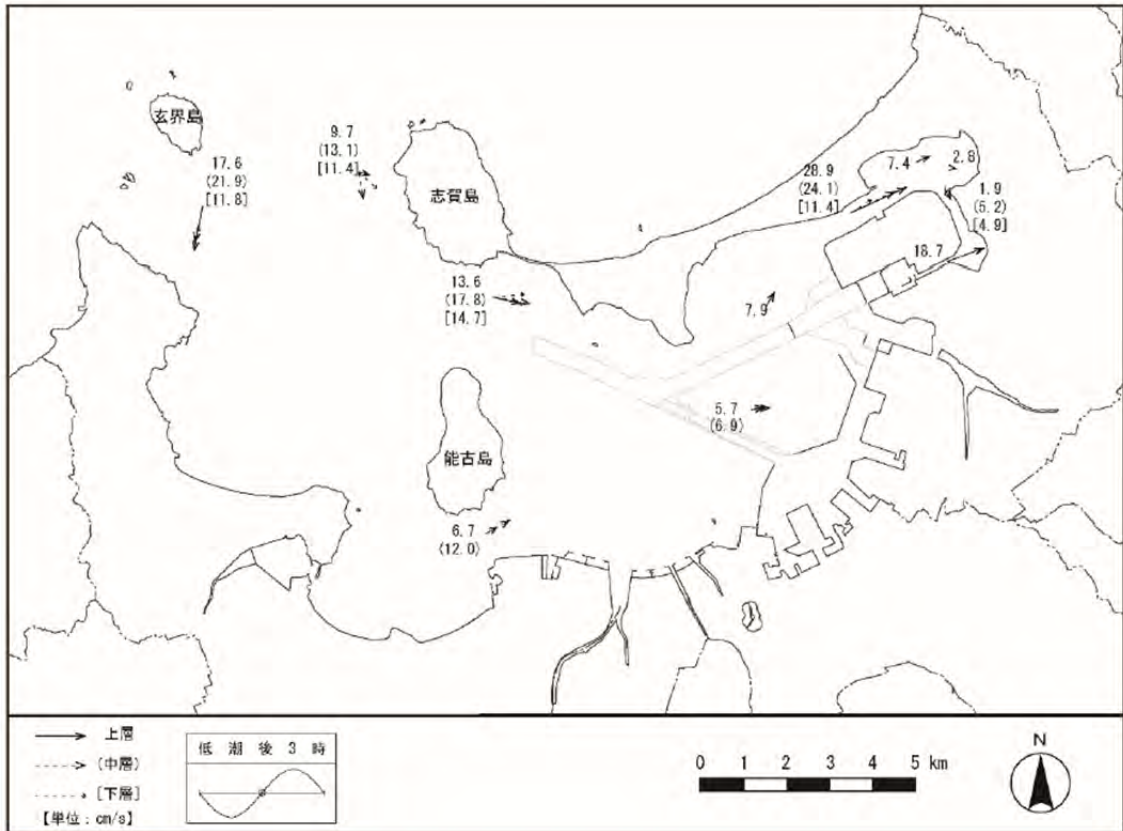 玄界島
17.6
(21.9)
[11.8]
9.7
(13.1)
[11.4]
志賀島
13.6
(17.8)
[14.7]
28.9
(24.1)
[11.4]
7.4
2.8
1.9
(5.2)
[4.9]
18.7
7.9
5.7
(6.9)
能古島
6.7
(12.0)
上層
(中層)
[下層]
【単位：cm/s】
低 潮 後 3 時
0 1 2 3 4 5 km
N